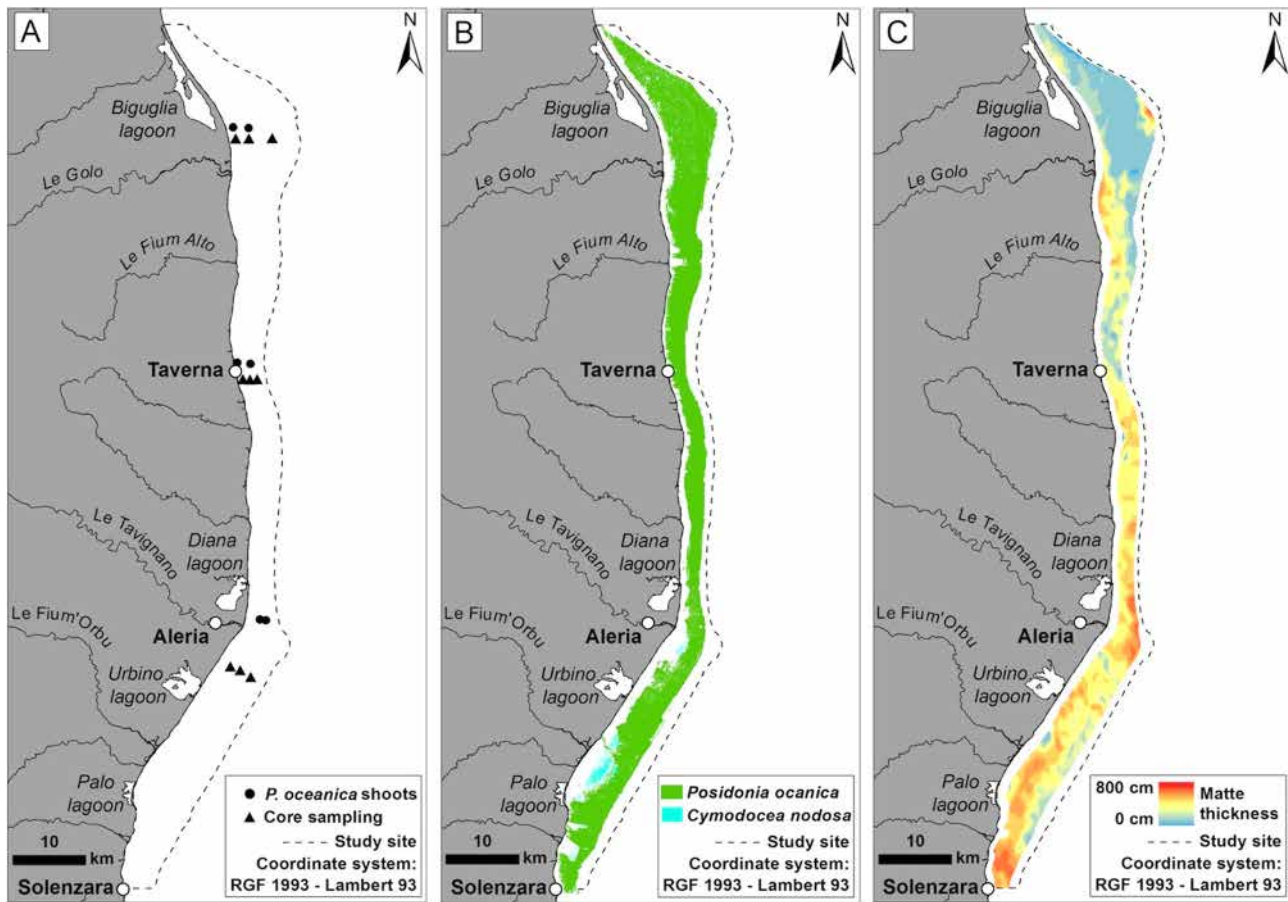 A
N
Biguglia
lagoon
Le Golo
Le Fium Alto
Taverna
Le Tavignano
Diana
lagoon
Le Fium'Orbu
Aleria
Urbino
lagoon
Palo
lagoon
P. oceanica shoots
Core sampling
Study site
Coordinate system:
RGF 1993 - Lambert 93
10
km
Solenzara
B
N
Biguglia
lagoon
Le Golo
Le Fium Alto
Taverna
Le Tavignano
Diana
lagoon
Le Fium'Orbu
Aleria
Urbino
lagoon
Palo
lagoon
Posidonia ocanica
Cymodocea nodosa
Study site
Coordinate system:
RGF 1993 - Lambert 93
10
km
Solenzara
C
N
Biguglia
lagoon
Le Golo
Le Fium Alto
Taverna
Le Tavignano
Diana
lagoon
Le Fium'Orbu
Aleria
Urbino
lagoon
Palo
lagoon
800 cm
0 cm
Matte
thickness
Study site
Coordinate system:
RGF 1993 - Lambert 93
10
km
Solenzara